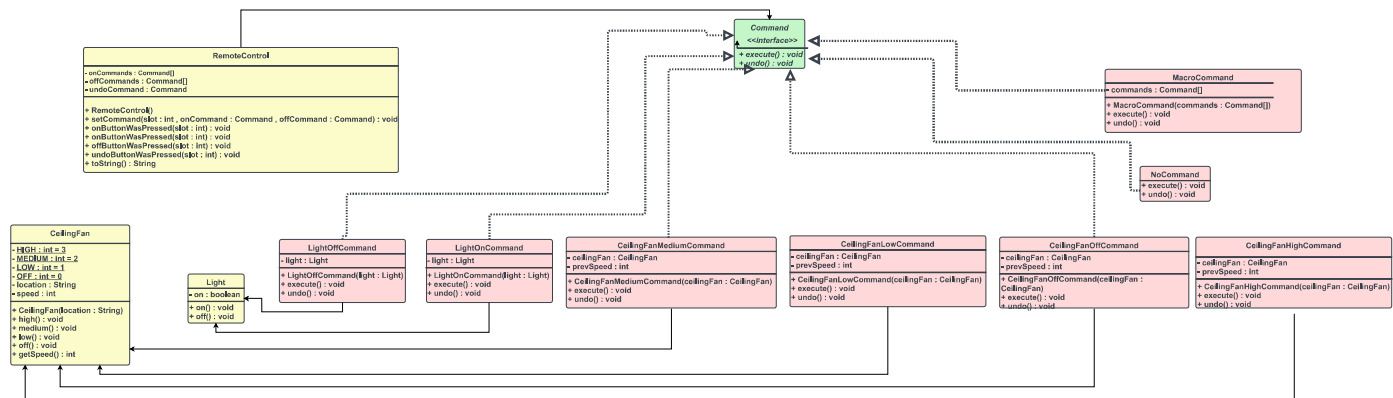 Command
<<interface>>
+ execute() : void
+ undo() : void
RemoteControl
- onCommands : Command[]
- offCommands : Command[]
- undoCommand : Command
+ RemoteControl()
+ setCommand(slot : int , onCommand : Command , offCommand : Command) : void
+ onButtonWasPressed(slot : int) : void
+ onButtonWasPressed(slot : int) : void
+ offButtonWasPressed(slot : int) : void
+ undoButtonWasPressed(slot : int) : void
+ toString() : String
MacroCommand
- commands : Command[]
+ MacroCommand(commands : Command[])
+ execute() : void
+ undo() : void
NoCommand
+ execute() : void
+ undo() : void
CeilingFan
- HIGH : int = 3
- MEDIUM : int = 2
- LOW : int = 1
- OFF : int = 0
- location : String
- speed : int
+ CeilingFan(location : String)
+ high() : void
+ medium() : void
+ low() : void
+ off() : void
+ getSpeed() : int
Light
- on : boolean
+ on() : void
+ off() : void
LightOffCommand
- light : Light
+ LightOffCommand(light : Light)
+ execute() : void
+ undo() : void
LightOnCommand
- light : Light
+ LightOnCommand(light : Light)
+ execute() : void
+ undo() : void
CeilingFanMediumCommand
- ceilingFan : CeilingFan
- prevSpeed : int
+ CeilingFanMediumCommand(ceilingFan : CeilingFan)
+ execute() : void
+ undo() : void
CeilingFanLowCommand
- ceilingFan : CeilingFan
- prevSpeed : int
+ CeilingFanLowCommand(ceilingFan : CeilingFan)
+ execute() : void
+ undo() : void
CeilingFanOffCommand
- ceilingFan : CeilingFan
- prevSpeed : int
+ CeilingFanOffCommand(ceilingFan :
CeilingFan)
+ execute() : void
+ undo() : void
CeilingFanHighCommand
- ceilingFan : CeilingFan
- prevSpeed : int
+ CeilingFanHighCommand(ceilingFan : CeilingFan)
+ execute() : void
+ undo() : void